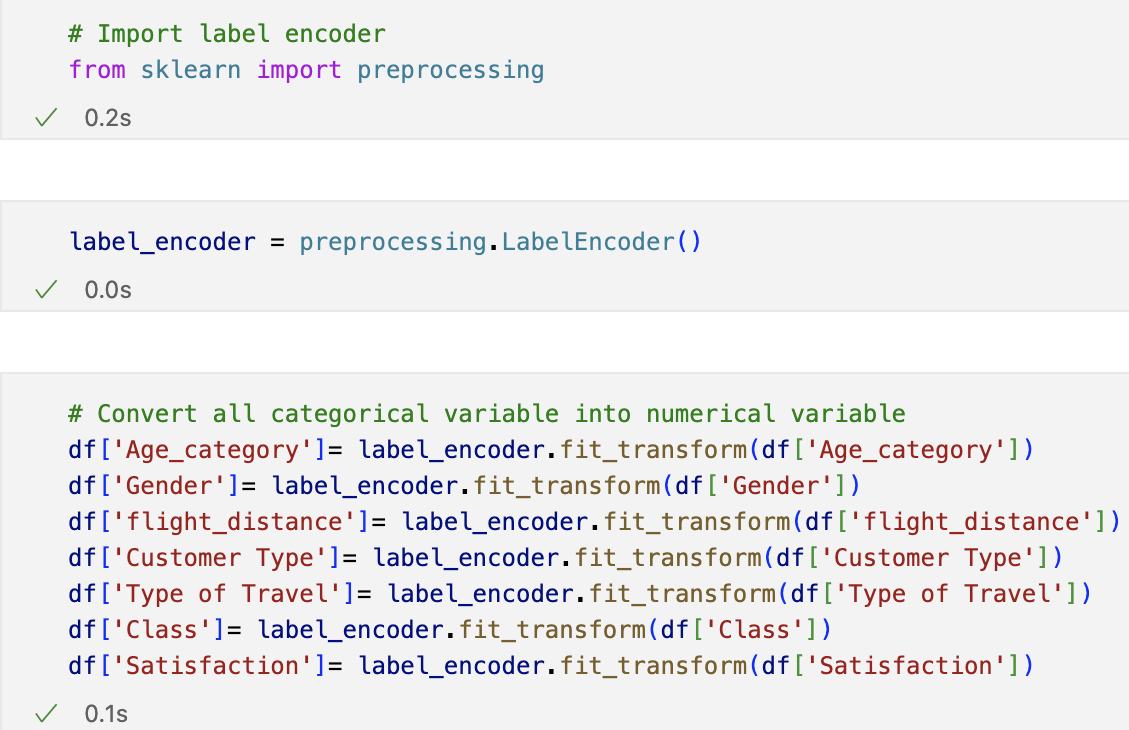 # Import label encoder
from sklearn import preprocessing
0.2s
label_encoder = preprocessing.LabelEncoder()
0.0s
# Convert all categorical variable into numerical variable
df['Age_category']= label_encoder.fit_transform(df['Age_category'])
df['Gender']= label_encoder.fit_transform(df['Gender'])
df['flight_distance']= label_encoder.fit_transform(df['flight_distance'])
df['Customer Type']= label_encoder.fit_transform(df['Customer Type'])
df['Type of Travel']= label_encoder.fit_transform(df['Type of Travel'])
df['Class']= label_encoder.fit_transform(df['Class'])
df['Satisfaction']= label_encoder.fit_transform(df['Satisfaction'])
0.1s